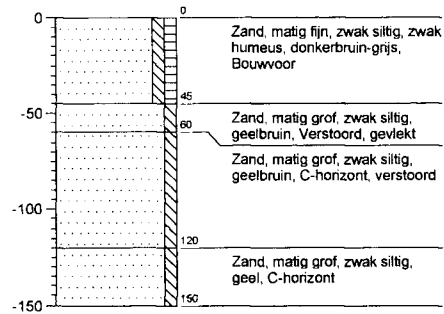 0
0
Zand, matig fijn, zwak siltig, zwak
humeus, donkerbruin-grijs,
Bouwvoor
45
-50
Zand, matig grof, zwak siltig,
geelbruin, Verstoord, gevlekt
60
Zand, matig grof, zwak siltig,
geelbruin, C-horizont, verstoord
-100
120
Zand, matig grof, zwak siltig,
geel, C-horizont
-150
150